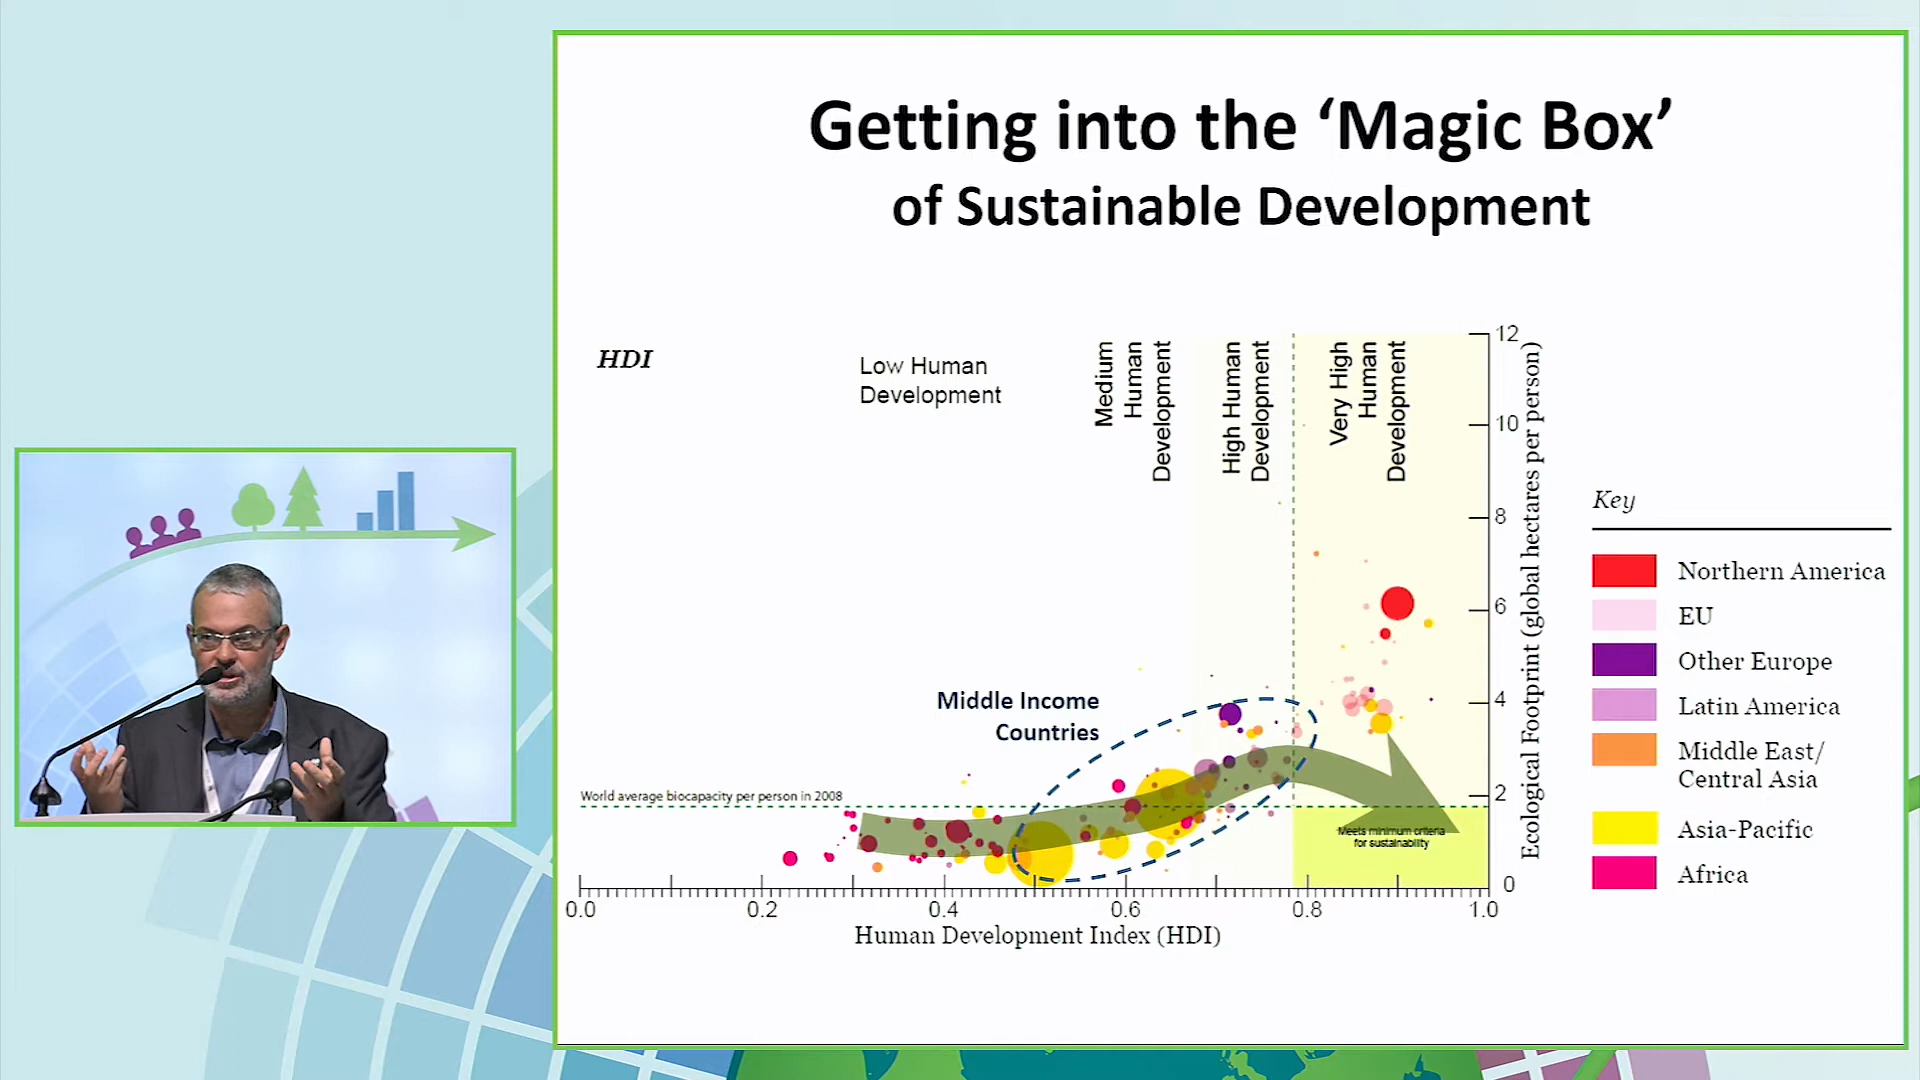 Getting into the ‘Magic Box’
of Sustainable Development
HDI
Low Human
Development
Medium
Human
Development
High Human
Development
Very High
Human
Development
12
10
8
6
4
2
0
Ecological Footprint (global hectares per person)
Middle Income
Countries
World average biocapacity per person in 2008
Meets minimum criteria
for sustainability
0.0
0.2
0.4
0.6
0.8
1.0
Human Development Index (HDI)
Key
Northern America
EU
Other Europe
Latin America
Middle East/
Central Asia
Asia-Pacific
Africa